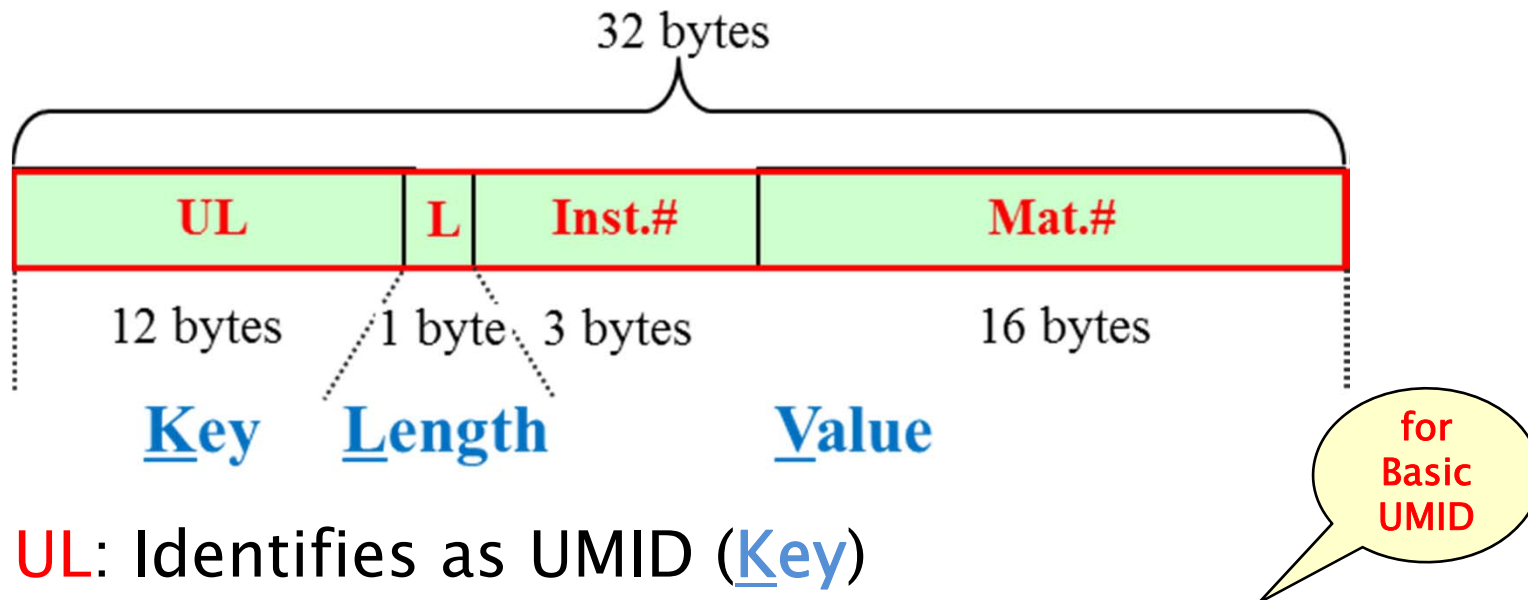 32 bytes
UL L Inst.# Mat.#
12 bytes 1 byte 3 bytes 16 bytes
Key Length Value
for
Basic
UMID
UL: Identifies as UMID (Key)